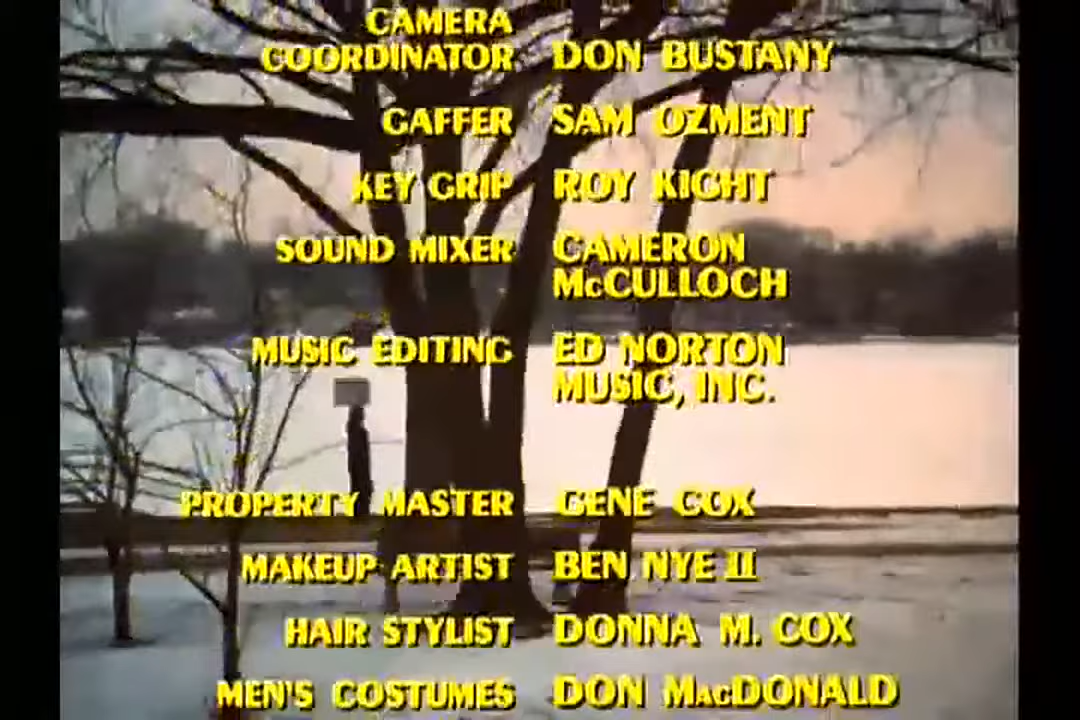 CAMERA
COORDINATOR DON BUSTANY
GAFFER SAM OZMENT
KEY GRIP ROY KIGHT
SOUND MIXER CAMERON
McCULLOCH
MUSIC EDITING ED NORTON
MUSIC, INC.
PROPERTY MASTER GENE COX
MAKEUP ARTIST BEN NYE II
HAIR STYLIST DONNA M. COX
MEN'S COSTUMES DON MacDONALD